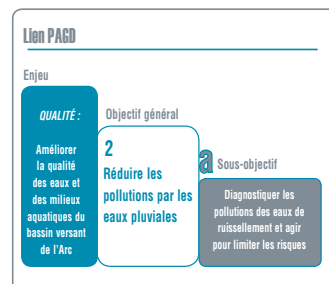 Lien PAGD
Enjeu
QUALITÉ :
Améliorer
la qualité
des eaux et
des milieux
aquatiques du
bassin versant
de l'Arc
Objectif général
2
Réduire les
pollutions par les
eaux pluviales
a
Sous-objectif
Diagnostiquer les
pollutions des eaux de
ruissellement et agir
pour limiter les risques